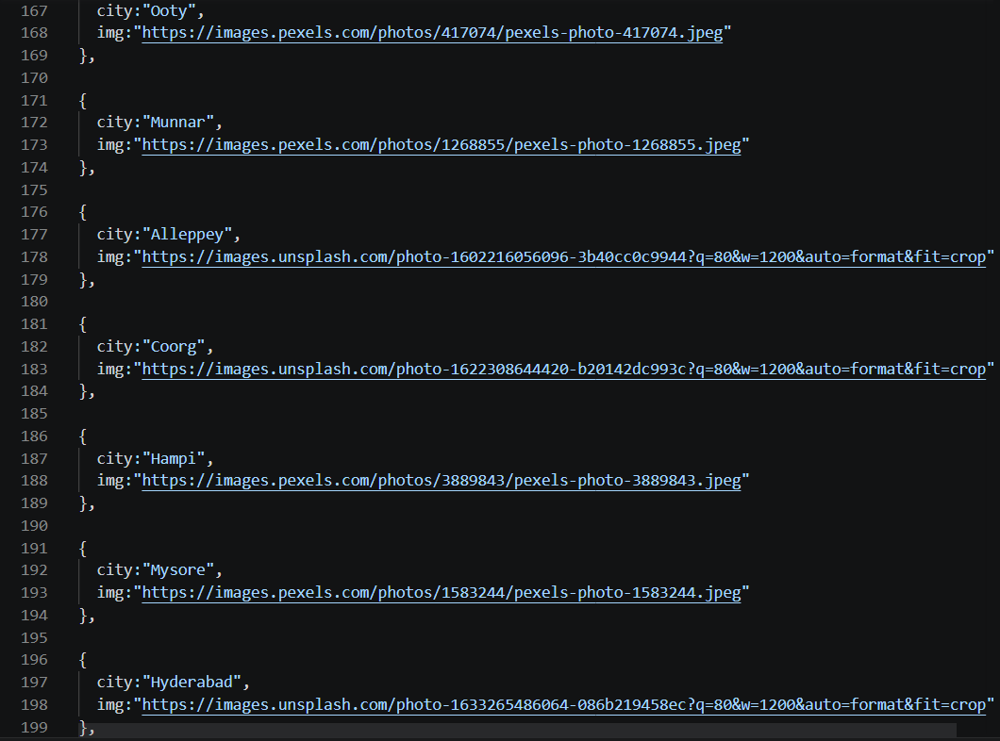 167 city:"Ooty",
168 img:"https://images.pexels.com/photos/417074/pexels-photo-417074.jpeg"
169 },
170
171 {
172 city:"Munnar",
173 img:"https://images.pexels.com/photos/1268855/pexels-photo-1268855.jpeg"
174 },
175
176 {
177 city:"Alleppey",
178 img:"https://images.unsplash.com/photo-1602216056096-3b40cc0c9944?q=80&w=1200&auto=format&fit=crop"
179 },
180
181 {
182 city:"Coorg",
183 img:"https://images.unsplash.com/photo-1622308644420-b20142dc993c?q=80&w=1200&auto=format&fit=crop"
184 },
185
186 {
187 city:"Hampi",
188 img:"https://images.pexels.com/photos/3889843/pexels-photo-3889843.jpeg"
189 },
190
191 {
192 city:"Mysore",
193 img:"https://images.pexels.com/photos/1583244/pexels-photo-1583244.jpeg"
194 },
195
196 {
197 city:"Hyderabad",
198 img:"https://images.unsplash.com/photo-1633265486064-086b219458ec?q=80&w=1200&auto=format&fit=crop"
199 },